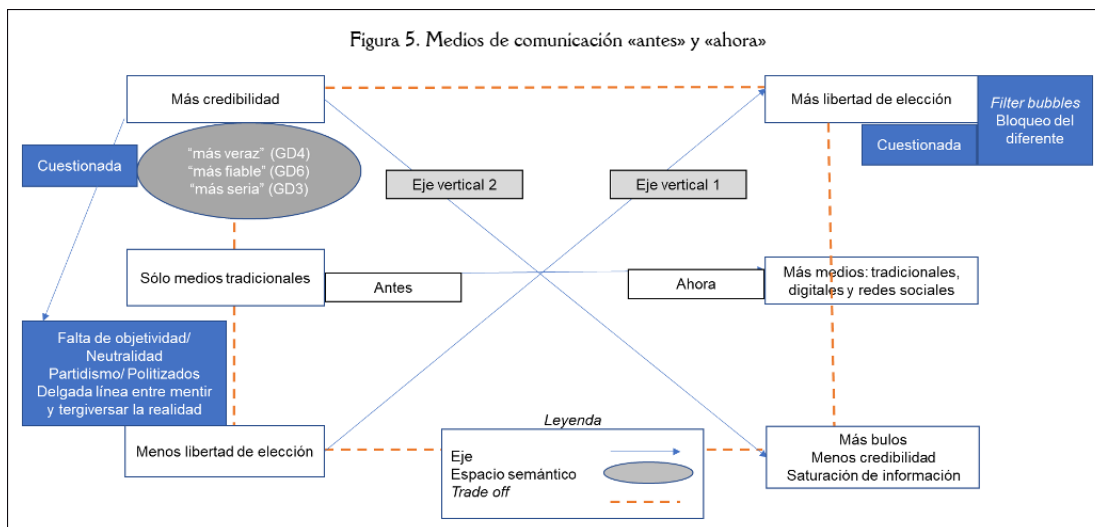 Figura 5. Medios de comunicación «antes» y «ahora»
Más credibilidad
Más libertad de elección
Filter bubbles
Bloqueo del
diferente
Cuestionada
Cuestionada
"más veraz" (GD4)
"más fiable" (GD6)
"más seria" (GD3)
Eje vertical 2
Eje vertical 1
Sólo medios tradicionales
Antes
Ahora
Más medios: tradicionales,
digitales y redes sociales
Falta de objetividad/
Neutralidad
Partidismo/ Politizados
Delgada línea entre mentir
y tergiversar la realidad
Menos libertad de elección
Leyenda
Eje
Espacio semántico
Trade off
Más bulos
Menos credibilidad
Saturación de información